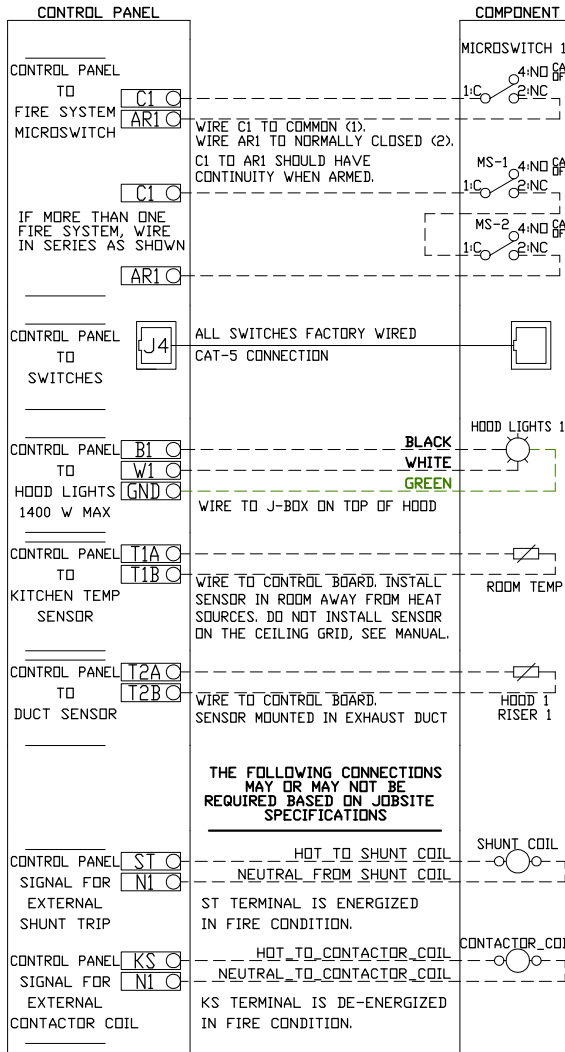 CONTROL PANEL
COMPONENT
MICROSWITCH 1
CONTROL PANEL
TO
FIRE SYSTEM
MICROSWITCH
C1
AR1
1:C
4:NO
2:NC
WIRE C1 TO COMMON (1).
WIRE AR1 TO NORMALLY CLOSED (2).
C1 TO AR1 SHOULD HAVE
CONTINUITY WHEN ARMED.
C1
MS-1
1:C
4:NO
2:NC
IF MORE THAN ONE
FIRE SYSTEM, WIRE
IN SERIES AS SHOWN
MS-2
1:C
4:NO
2:NC
AR1
CONTROL PANEL
TO
SWITCHES
J4
ALL SWITCHES FACTORY WIRED
CAT-5 CONNECTION
CONTROL PANEL
TO
HOOD LIGHTS
1400 W MAX
B1
W1
GND
BLACK
WHITE
GREEN
WIRE TO J-BOX ON TOP OF HOOD
HOOD LIGHTS 1
CONTROL PANEL
TO
KITCHEN TEMP
SENSOR
T1A
T1B
WIRE TO CONTROL BOARD. INSTALL
SENSOR IN ROOM AWAY FROM HEAT
SOURCES. DO NOT INSTALL SENSOR
ON THE CEILING GRID, SEE MANUAL.
ROOM TEMP
CONTROL PANEL
TO
DUCT SENSOR
T2A
T2B
WIRE TO CONTROL BOARD.
SENSOR MOUNTED IN EXHAUST DUCT
HOOD 1
RISER 1
THE FOLLOWING CONNECTIONS
MAY OR MAY NOT BE
REQUIRED BASED ON JOBSITE
SPECIFICATIONS
CONTROL PANEL
SIGNAL FOR
EXTERNAL
SHUNT TRIP
ST
N1
HOT TO SHUNT COIL
NEUTRAL FROM SHUNT COIL
ST TERMINAL IS ENERGIZED
IN FIRE CONDITION.
SHUNT COIL
CONTROL PANEL
SIGNAL FOR
EXTERNAL
CONTACTOR COIL
KS
N1
HOT TO CONTACTOR COIL
NEUTRAL TO CONTACTOR COIL
KS TERMINAL IS DE-ENERGIZED
IN FIRE CONDITION.
CONTACTOR